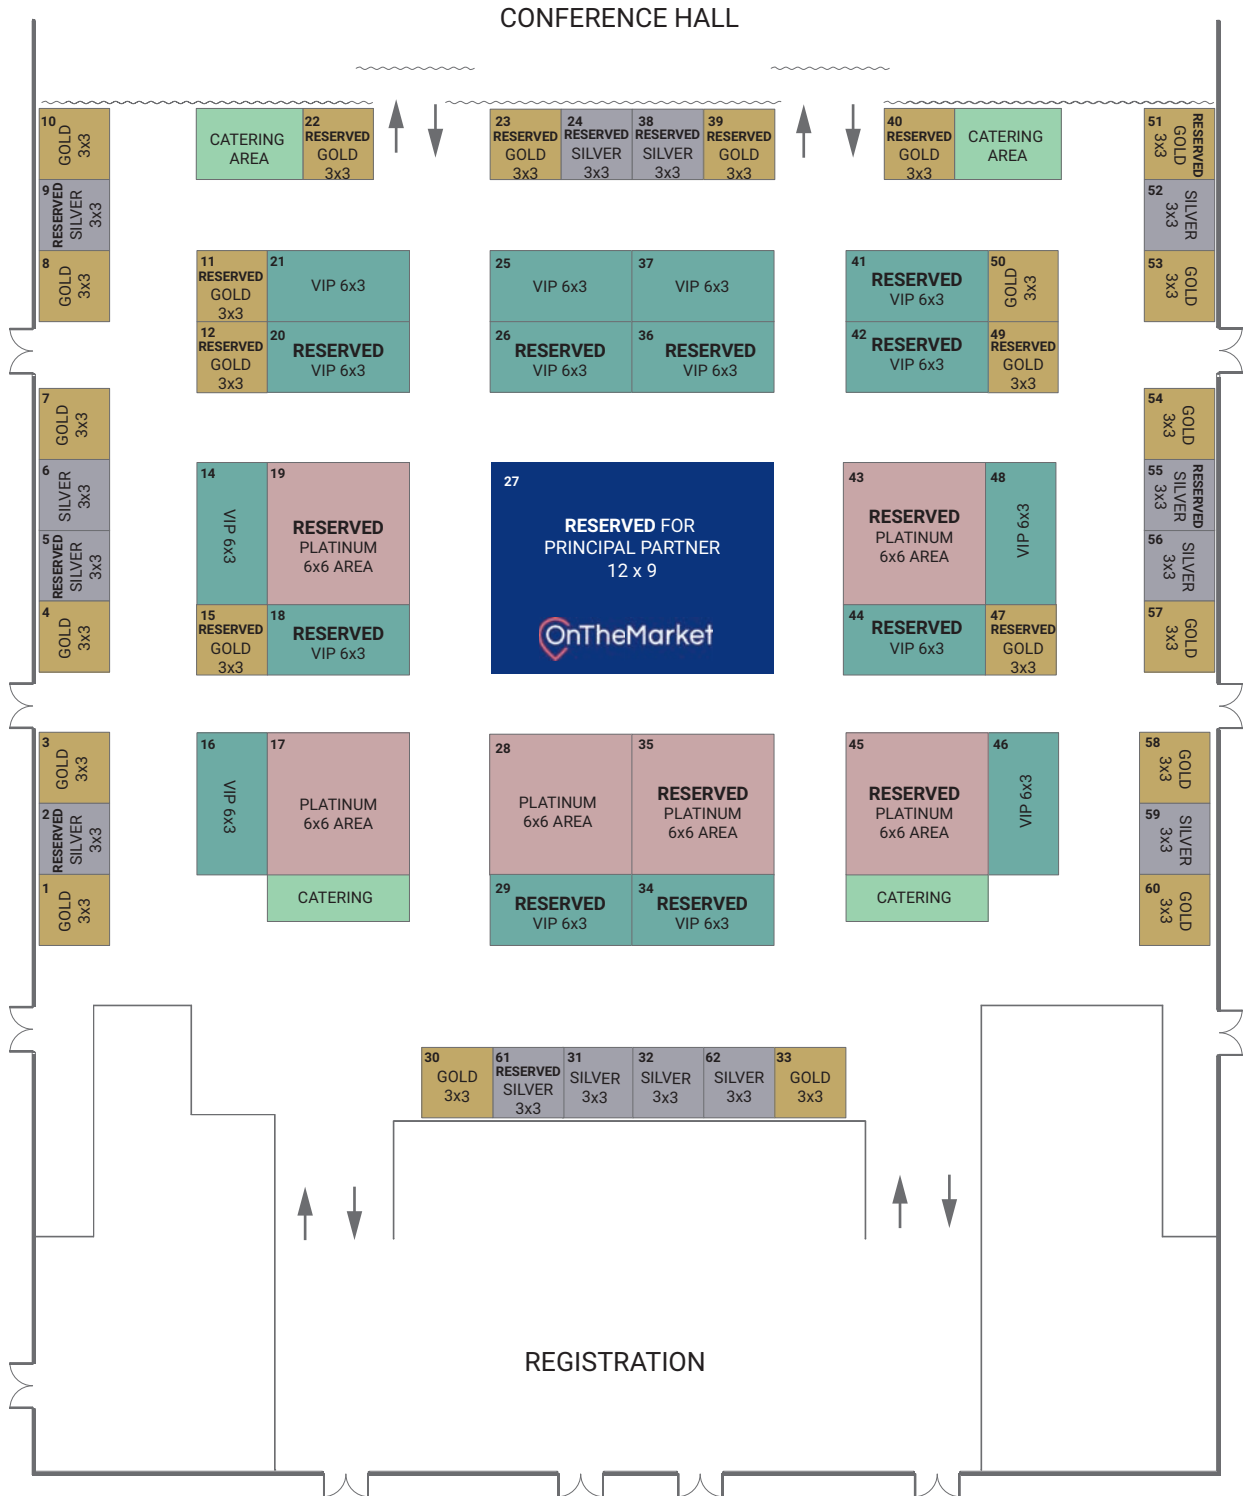 CONFERENCE HALL
10
GOLD
3x3
9
RESERVED
SILVER
3x3
8
GOLD
3x3
CATERING
AREA
22
RESERVED
GOLD
3x3
23
RESERVED
GOLD
3x3
24
RESERVED
SILVER
3x3
38
RESERVED
SILVER
3x3
39
RESERVED
GOLD
3x3
40
RESERVED
GOLD
3x3
CATERING
AREA
51
RESERVED
GOLD
3x3
52
SILVER
3x3
53
GOLD
3x3
11
RESERVED
GOLD
3x3
21
VIP 6x3
12
RESERVED
GOLD
3x3
20
RESERVED
VIP 6x3
25
VIP 6x3
37
VIP 6x3
26
RESERVED
VIP 6x3
36
RESERVED
VIP 6x3
41
RESERVED
VIP 6x3
50
GOLD
3x3
42
RESERVED
VIP 6x3
49
RESERVED
GOLD
3x3
7
GOLD
3x3
6
SILVER
3x3
5
RESERVED
SILVER
3x3
4
GOLD
3x3
14
VIP 6x3
19
RESERVED
PLATINUM
6x6 AREA
15
RESERVED
GOLD
3x3
18
RESERVED
VIP 6x3
27
RESERVED FOR
PRINCIPAL PARTNER
12 x 9
OnTheMarket
43
RESERVED
PLATINUM
6x6 AREA
48
VIP 6x3
44
RESERVED
VIP 6x3
47
RESERVED
GOLD
3x3
54
GOLD
3x3
55
RESERVED
SILVER
3x3
56
SILVER
3x3
57
GOLD
3x3
3
GOLD
3x3
2
RESERVED
SILVER
3x3
1
GOLD
3x3
16
VIP 6x3
17
PLATINUM
6x6 AREA
CATERING
28
PLATINUM
6x6 AREA
35
RESERVED
PLATINUM
6x6 AREA
29
RESERVED
VIP 6x3
34
RESERVED
VIP 6x3
45
RESERVED
PLATINUM
6x6 AREA
46
VIP 6x3
CATERING
58
GOLD
3x3
59
SILVER
3x3
60
GOLD
3x3
30
GOLD
3x3
61
RESERVED
SILVER
3x3
31
SILVER
3x3
32
SILVER
3x3
62
SILVER
3x3
33
GOLD
3x3
REGISTRATION